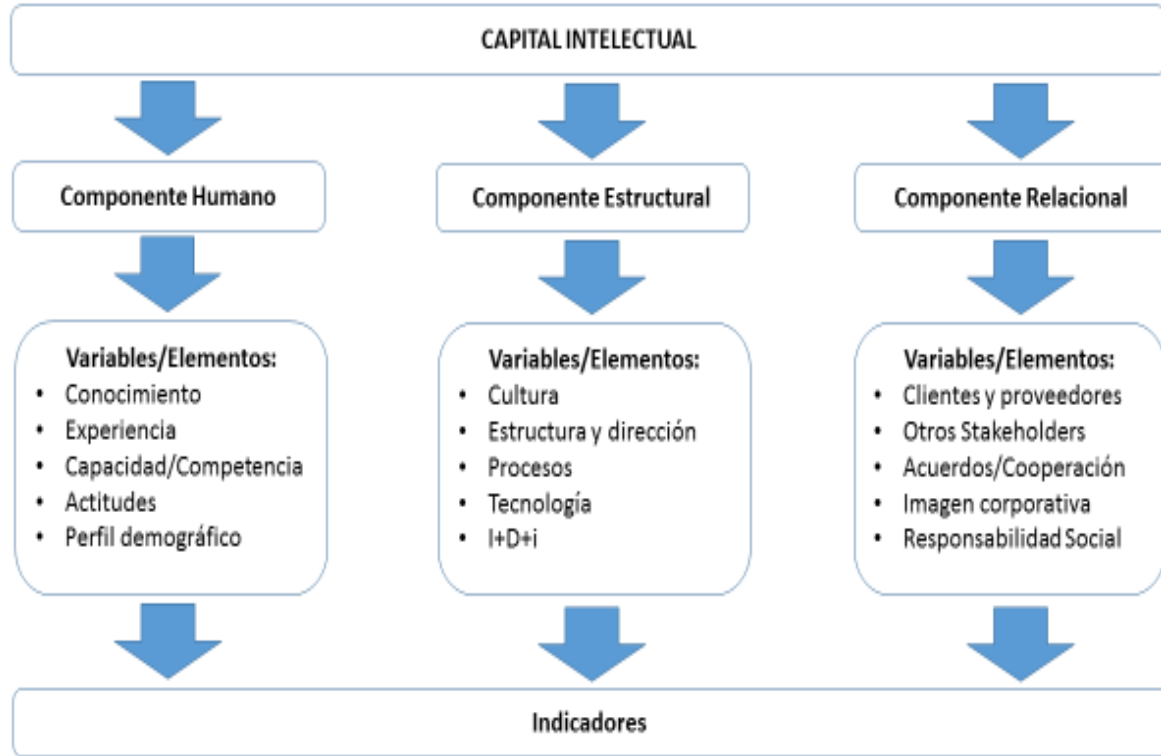 CAPITAL INTELECTUAL
Componente Humano
Componente Estructural
Componente Relacional
Variables/Elementos:
• Conocimiento
• Experiencia
• Capacidad/Competencia
• Actitudes
• Perfil demográfico
Variables/Elementos:
• Cultura
• Estructura y dirección
• Procesos
• Tecnología
• I+D+i
Variables/Elementos:
• Clientes y proveedores
• Otros Stakeholders
• Acuerdos/Cooperación
• Imagen corporativa
• Responsabilidad Social
Indicadores